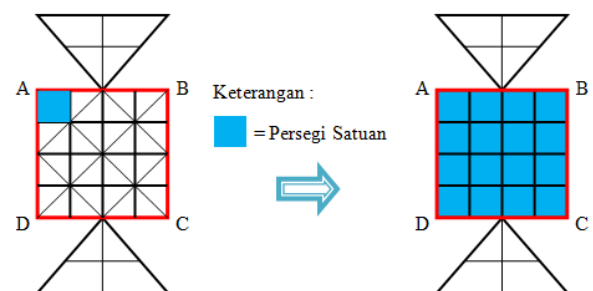 A B
Keterangan :
= Persegi Satuan
D C
A B
D C